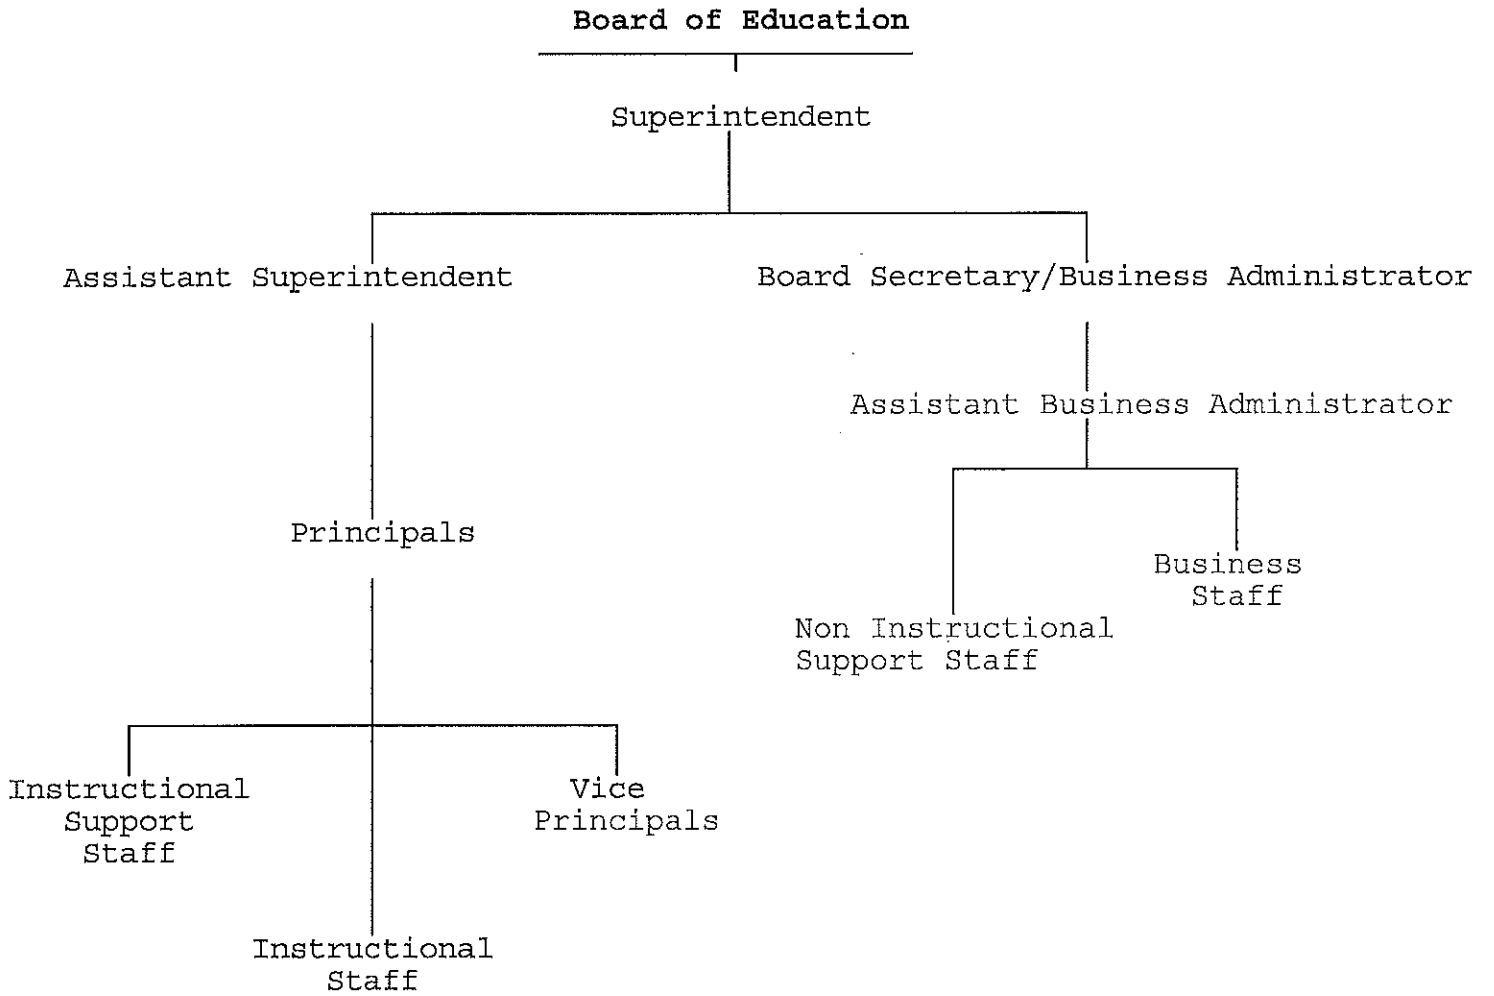 Board of Education
Superintendent
Assistant Superintendent
Board Secretary/Business Administrator
Assistant Business Administrator
Principals
Business
Staff
Non Instructional
Support Staff
Instructional
Support
Staff
Vice
Principals
Instructional
Staff